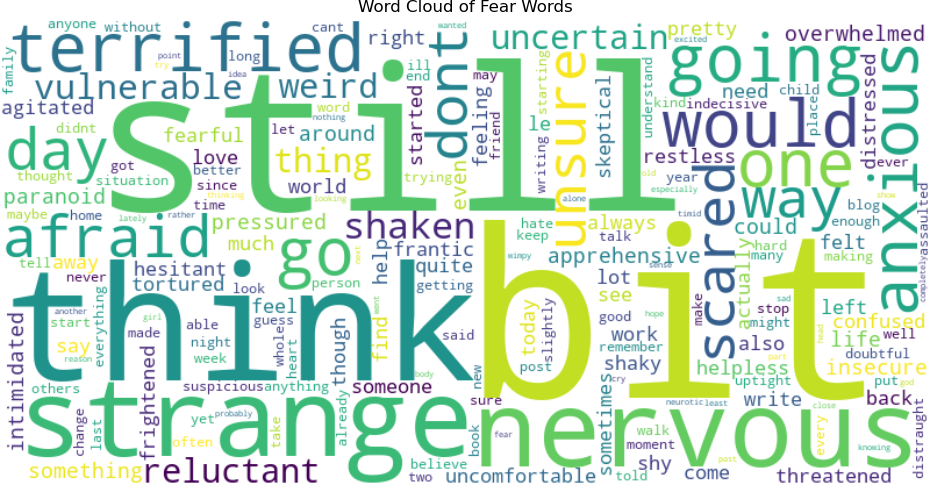 Word Cloud of Fear Words
anyone without cant right uncertain pretty overwhelmed
terrified still dont unsure going anxious
family long ill end may starting understand
point try idea wanted excited
vulnerable weird feeling friend skeptical need child place distressed
agitated word nothing started le writing kind indecisive would
didnt fearful let around
day thing even restless one ever
thought got love better world trying year old especially
situation since time looking thinking
paranoid alone scared way assaulted completely
maybe home lately rather pressured shaken hate keep always timid could blog enough show
afraid much go help frantic talk apprehensive actually hard many felt making
tell away hesitant quite wimpy sense
never tortured look person next getting lot see make sad stop left
another feel said good hope might confused
think bit
intimidated start everything girl made able guess whole heart though find went today slightly work also life well
say night week remember shaky head doubtful
reason frightened suspicious anything someone body new post cry helpless part uptight insecure put god
others strange already sure sometimes neurotic least write back
change last yet probably often take book fear nervous walk close every distraught
something reluctant believe two uncomfortable told moment shy come past knowing threatened